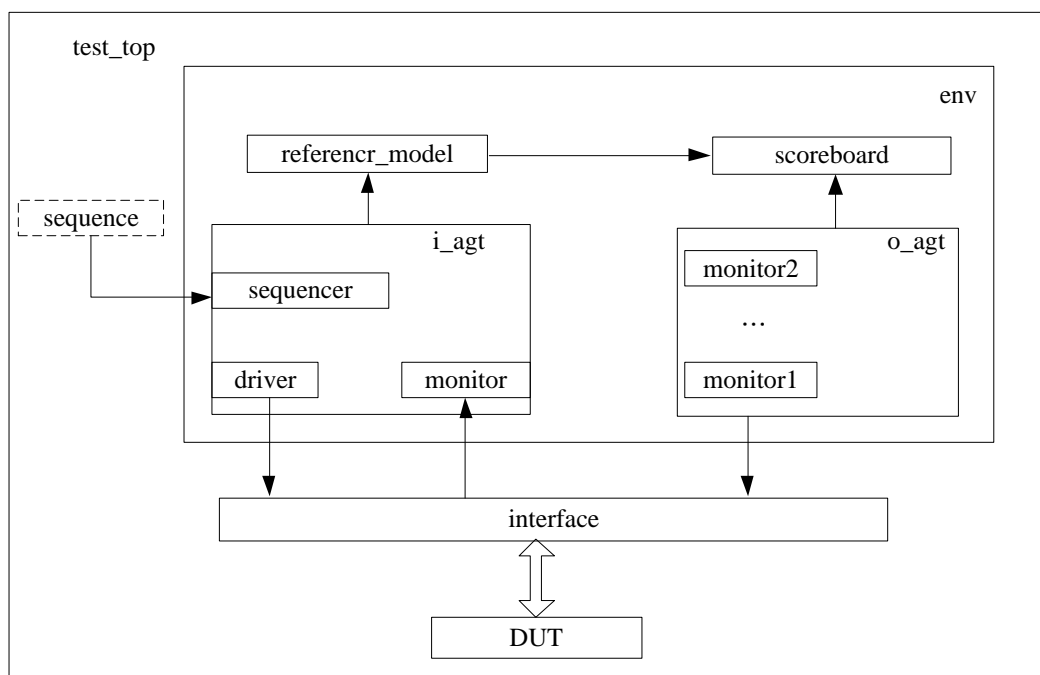 test_top
env
referencr_model
scoreboard
sequence
i_agt
o_agt
sequencer
monitor2
...
driver
monitor
monitor1
interface
DUT